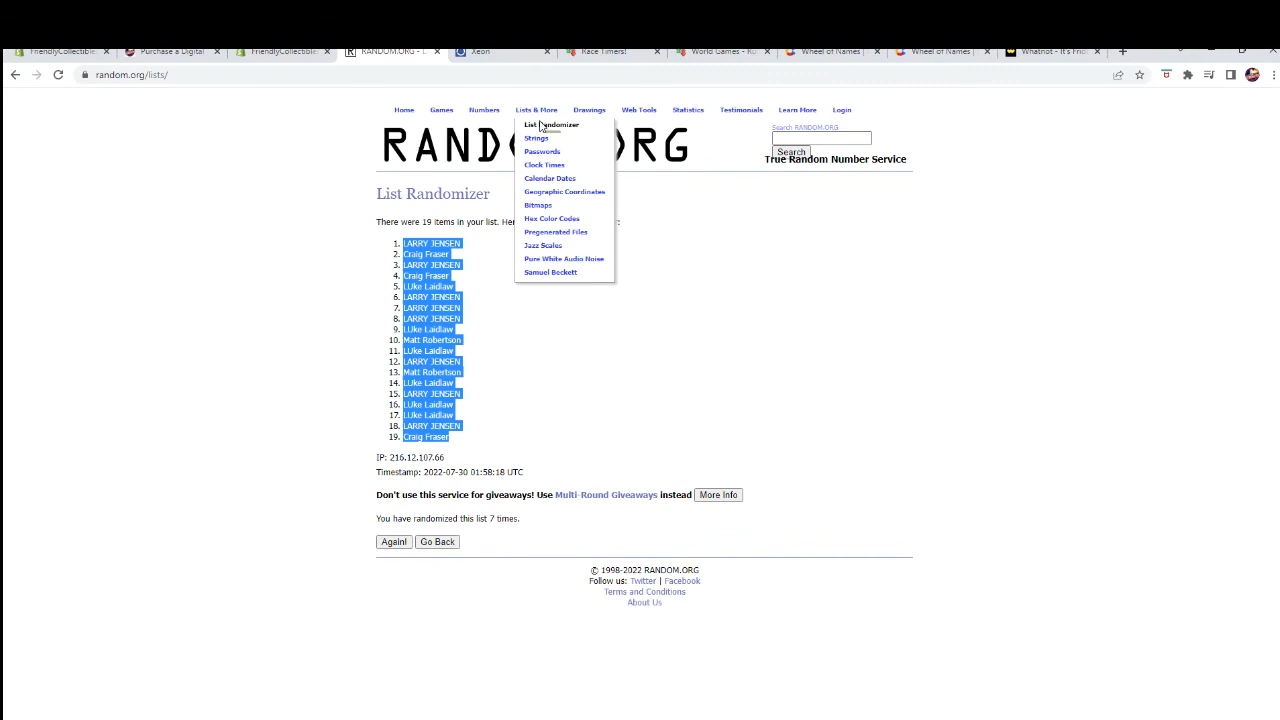 FriendlyCollectibles
Purchase a Digital
FriendlyCollectibles
RANDOM.ORG - L
Xeon
Race Timers!
World Games - Ru
Wheel of Names |
Wheel of Names |
Whatnot - It's Frid
random.org/lists/
Home Games Numbers Lists & More Drawings Web Tools Statistics Testimonials Learn More Login
List Randomizer
Strings
Passwords
Clock Times
Calendar Dates
Geographic Coordinates
Bitmaps
Hex Color Codes
Pregenerated Files
Jazz Scales
Pure White Audio Noise
Samuel Beckett
Search RANDOM.ORG
Search
True Random Number Service
List Randomizer
There were 19 items in your list.
1. LARRY JENSEN
2. Craig Fraser
3. LARRY JENSEN
4. Craig Fraser
5. LUke Laidlaw
6. LARRY JENSEN
7. LARRY JENSEN
8. LARRY JENSEN
9. LUke Laidlaw
10. Matt Robertson
11. LUke Laidlaw
12. LARRY JENSEN
13. Matt Robertson
14. LUke Laidlaw
15. LARRY JENSEN
16. LUke Laidlaw
17. LUke Laidlaw
18. LARRY JENSEN
19. Craig Fraser
IP: 216.12.107.66
Timestamp: 2022-07-30 01:58:18 UTC
Don't use this service for giveaways! Use Multi-Round Giveaways instead More Info
You have randomized this list 7 times.
Again! Go Back
© 1998-2022 RANDOM.ORG
Follow us: Twitter | Facebook
Terms and Conditions
About Us